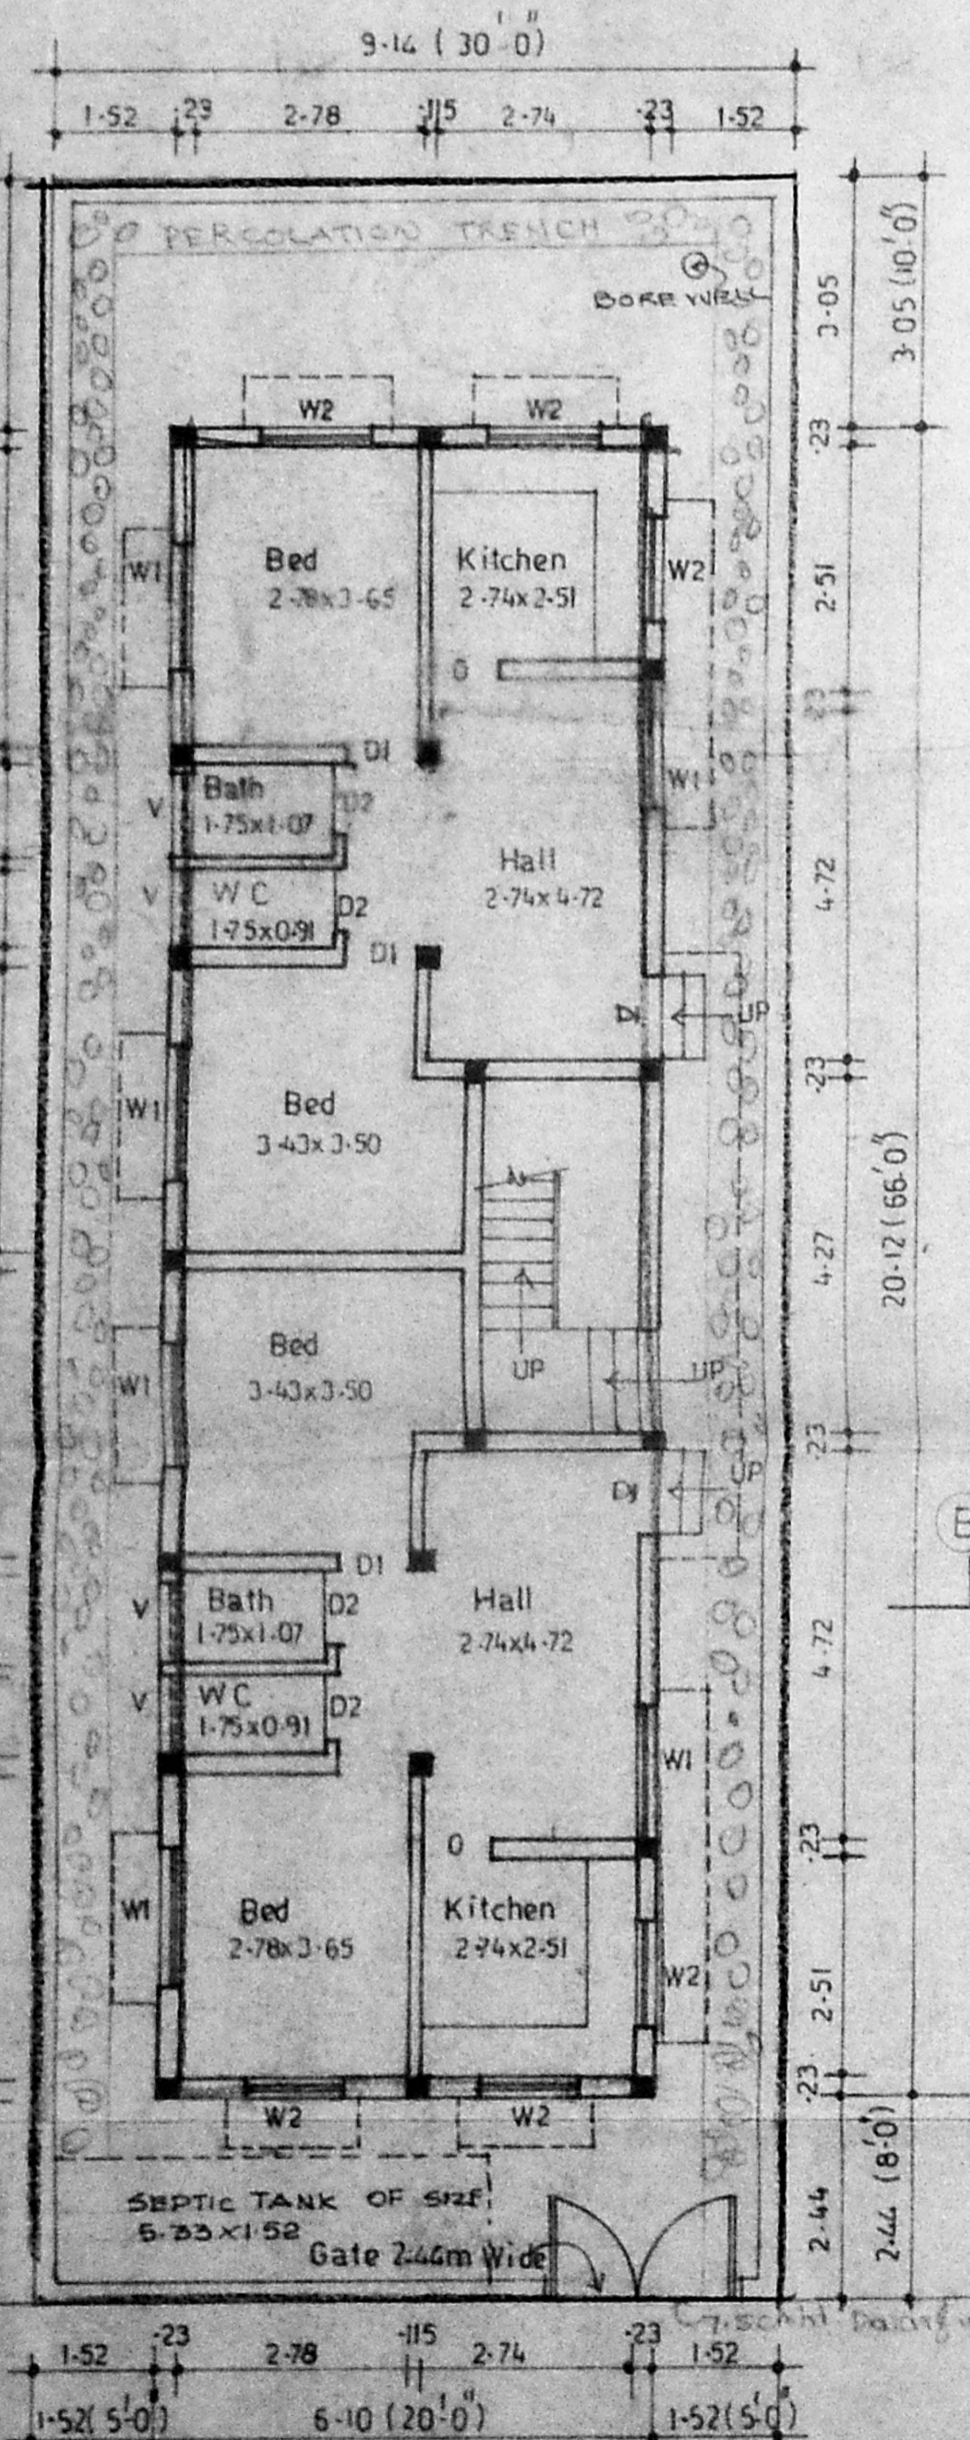 9.14 ( 30'0")
1.52 .23 2.78 .115 2.74 .23 1.52
PERCOLATION TRENCH
BORE WELL
3.05
3.05 (10'0")
W2 W2
.23
Bed
2.78x3.65
Kitchen
2.74x2.51
W1
W2
2.51
O
.23
D1
W1
Bath
1.75x1.07
D2
V
Hall
2.74x4.72
4.72
V
WC
1.75x0.91
D2
D1
UP
.23
W1
Bed
3.43x3.50
20.12(66'0")
4.27
Bed
3.43x3.50
W1
UP
UP
.23
UP
D1
D1
Bath
1.75x1.07
D2
V
Hall
2.74x4.72
4.72
V
WC
1.75x0.91
D2
W1
O
.23
W1
Bed
2.78x3.65
Kitchen
2.74x2.51
W2
2.51
.23
W2 W2
SEPTIC TANK OF SIZE
5.33x1.52
Gate 2.44m Wide
2.44
2.44 (8'0")
1.52 .23 2.78 .115 2.74 .23 1.52
1.52(5'0") 6.10 (20'0") 1.52(5'0")